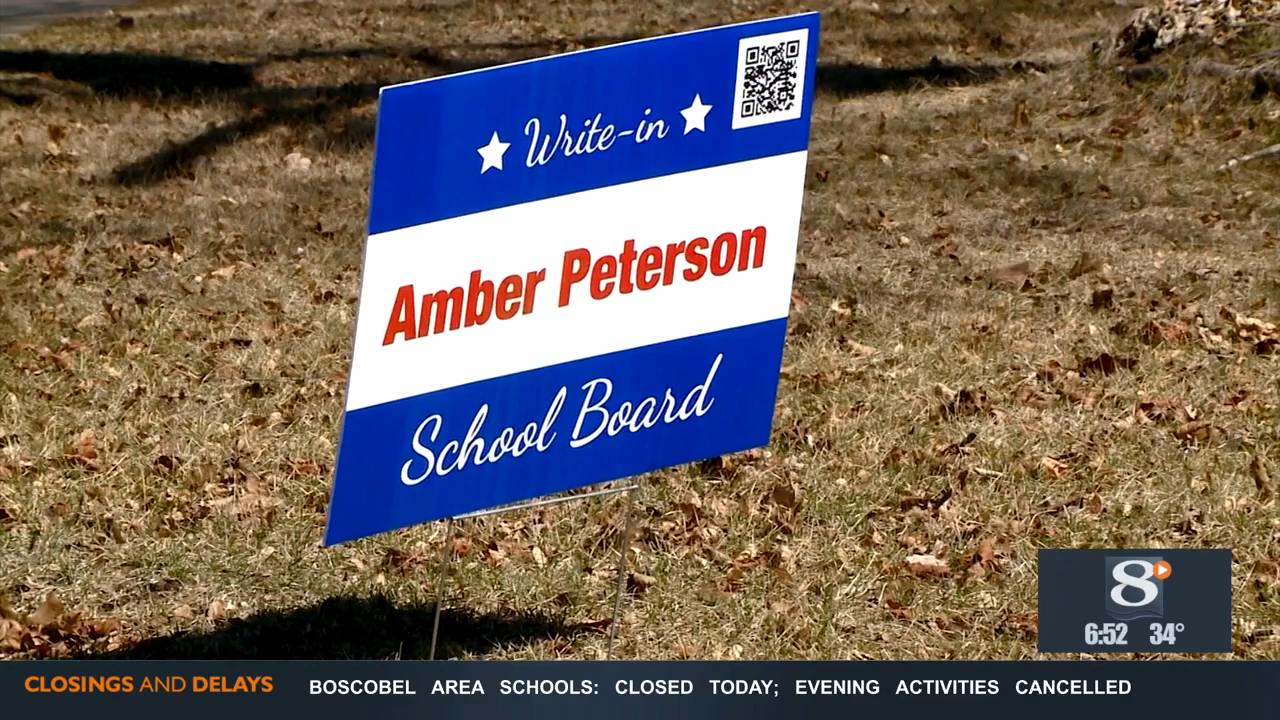 Write-in
Amber Peterson
School Board
8
6:52 34°
CLOSINGS AND DELAYS
BOSCOBEL AREA SCHOOLS: CLOSED TODAY; EVENING ACTIVITIES CANCELLED